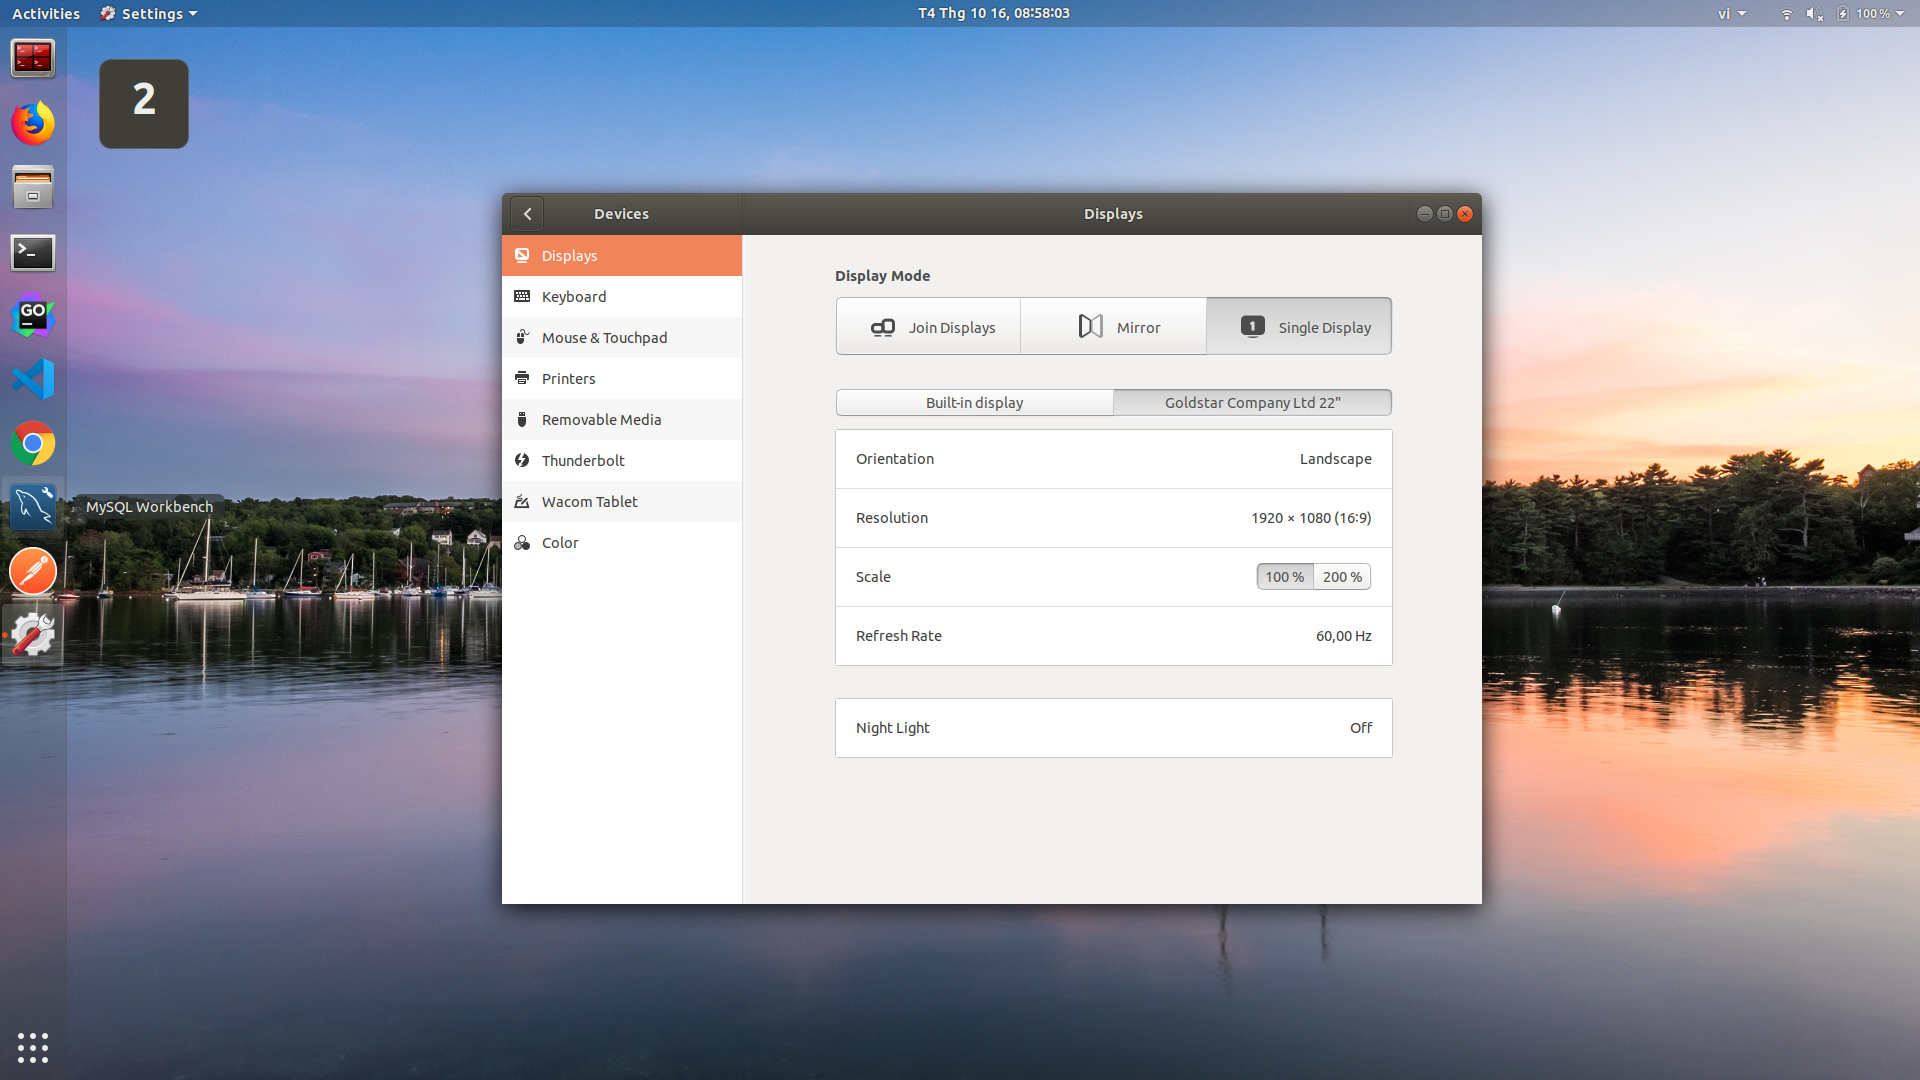 Activities Settings T4 Thg 10 16, 08:58:03 vi 100 %
2
Devices Displays
Displays
Keyboard
Mouse & Touchpad
Printers
Removable Media
Thunderbolt
Wacom Tablet
Color
Display Mode
Join Displays Mirror 1 Single Display
Built-in display Goldstar Company Ltd 22"
Orientation Landscape
Resolution 1920 × 1080 (16:9)
Scale 100 % 200 %
Refresh Rate 60,00 Hz
Night Light Off
GO
MySQL Workbench